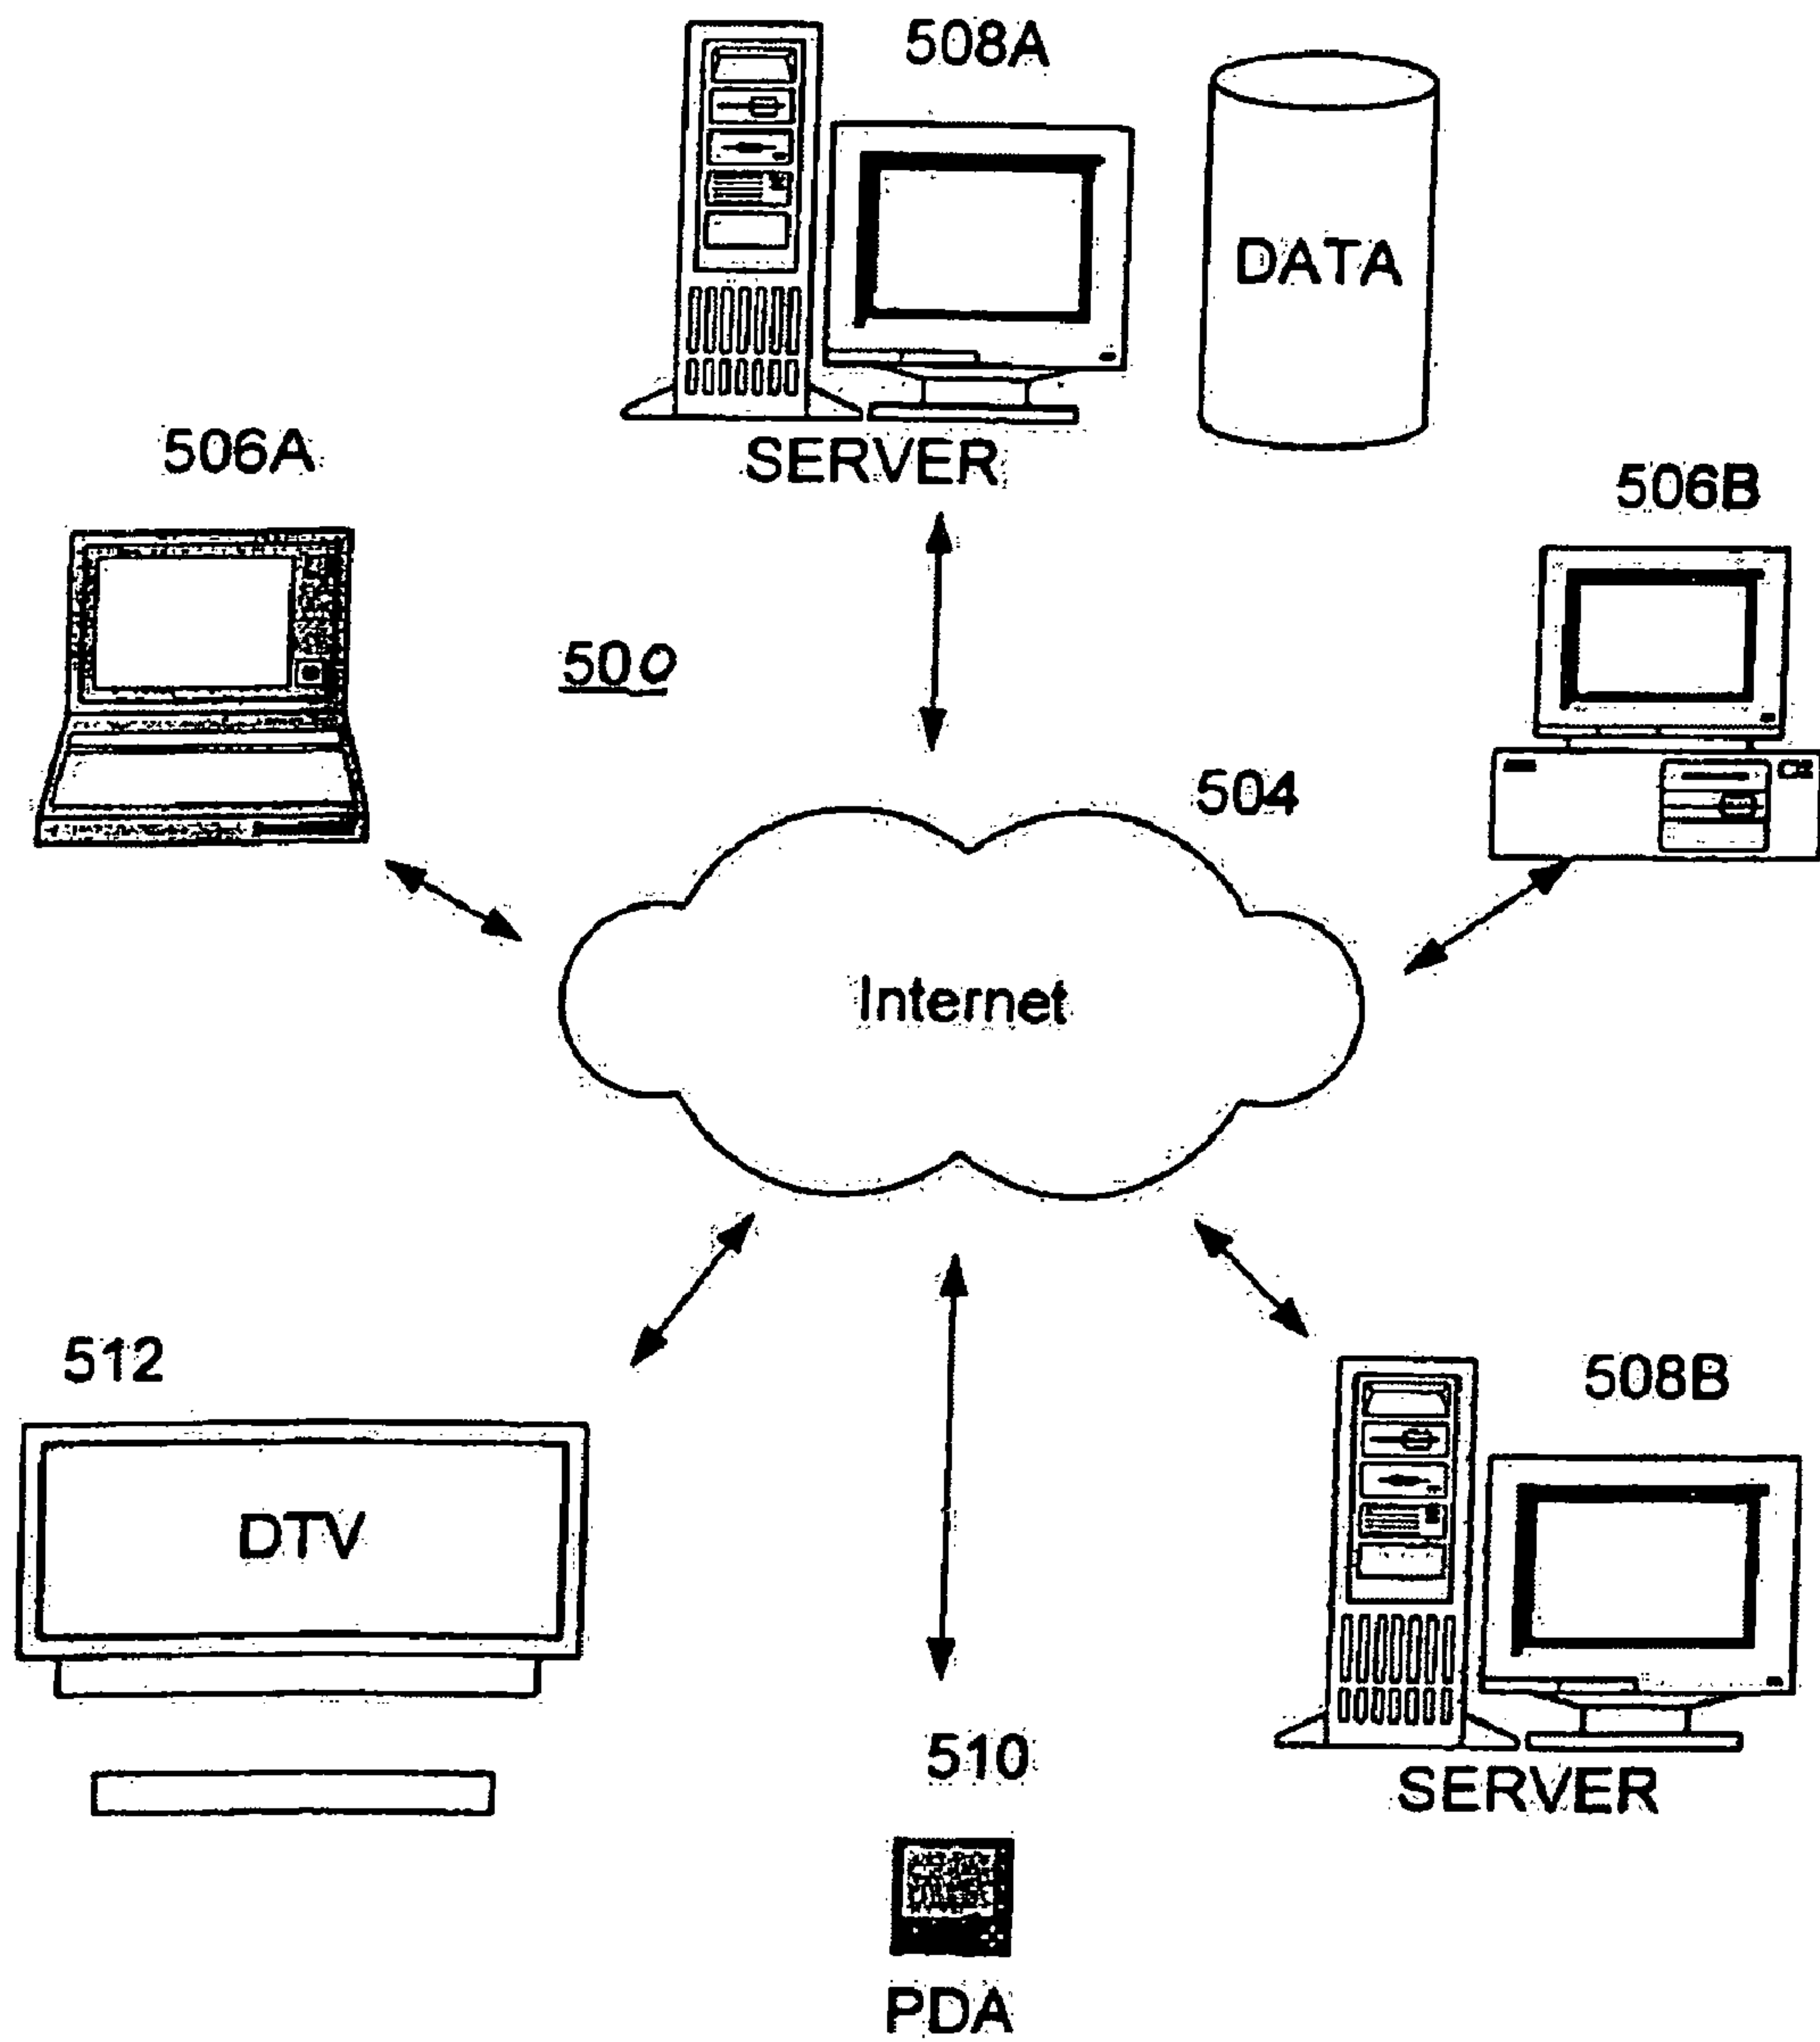 508A
DATA
SERVER
506A
506B
500
504
Internet
512
DTV
508B
SERVER
510
PDA